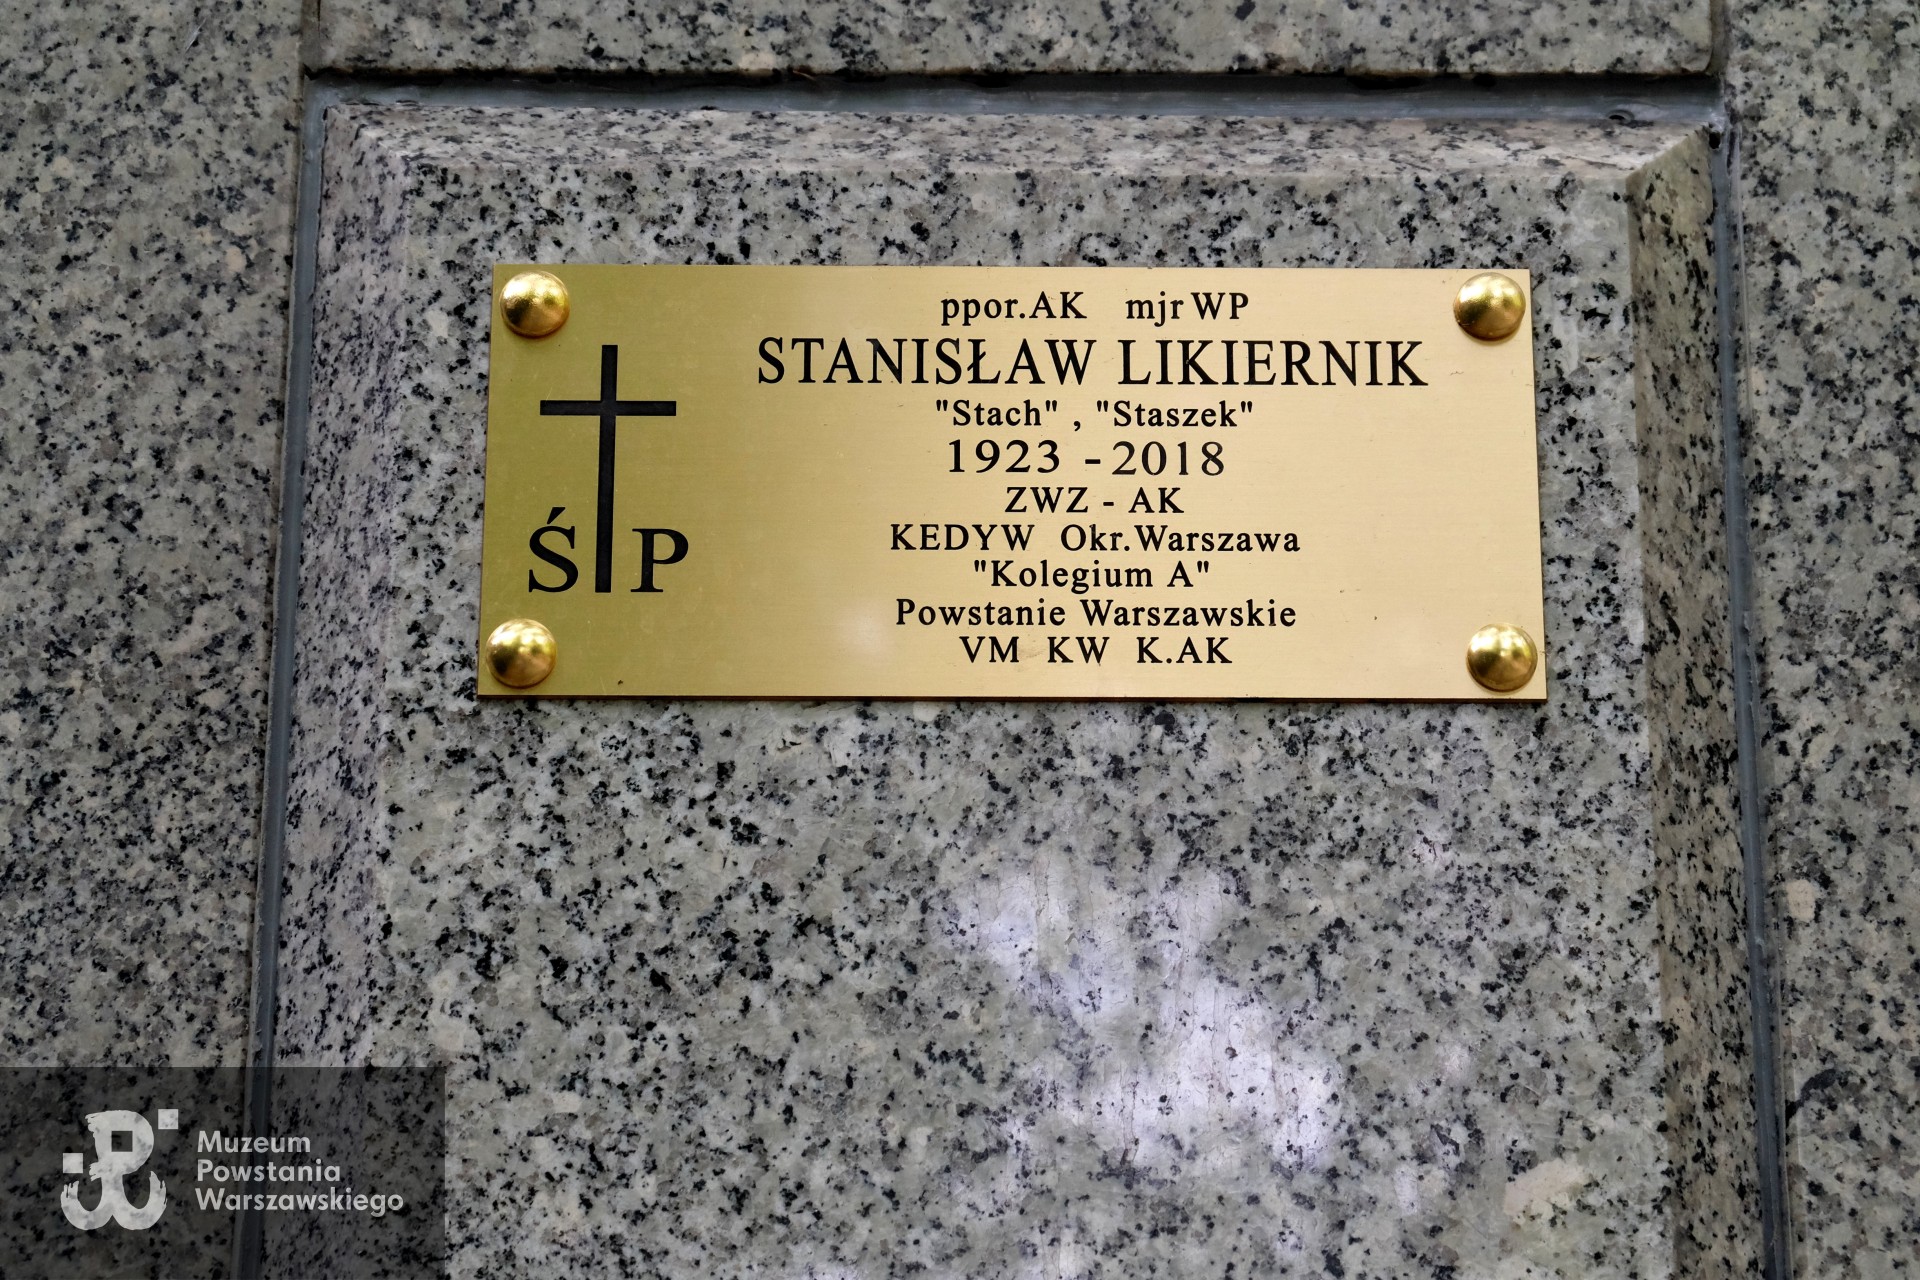 ppor.AK mjr WP
STANISŁAW LIKIERNIK
"Stach" , "Staszek"
1923 - 2018
ZWZ - AK
KEDYW Okr.Warszawa
"Kolegium A"
Powstanie Warszawskie
VM KW K.AK
Ś P
Muzeum
Powstania
Warszawskiego